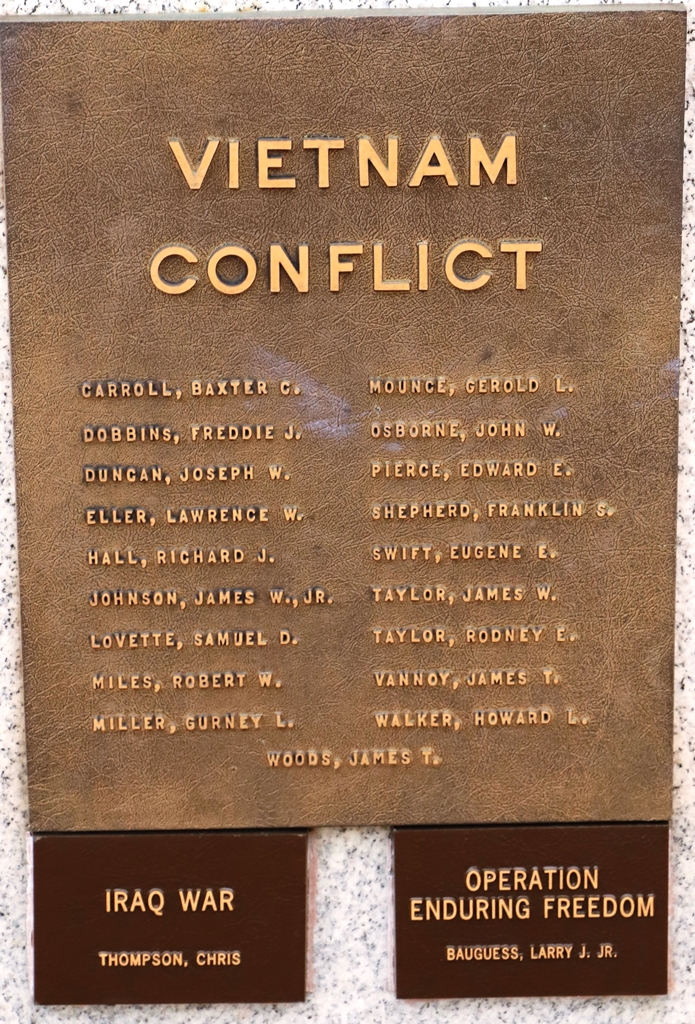 VIETNAM
CONFLICT
CARROLL, BAXTER C.
DOBBINS, FREDDIE J.
DUNCAN, JOSEPH W.
ELLER, LAWRENCE W.
HALL, RICHARD J.
JOHNSON, JAMES W., JR.
LOVETTE, SAMUEL D.
MILES, ROBERT W.
MILLER, GURNEY L.
MOUNCE, GEROLD L.
OSBORNE, JOHN W.
PIERCE, EDWARD E.
SHEPHERD, FRANKLIN S.
SWIFT, EUGENE E.
TAYLOR, JAMES W.
TAYLOR, RODNEY E.
VANNOY, JAMES T.
WALKER, HOWARD L.
WOODS, JAMES T.
IRAQ WAR
THOMPSON, CHRIS
OPERATION
ENDURING FREEDOM
BAUGUESS, LARRY J. JR.